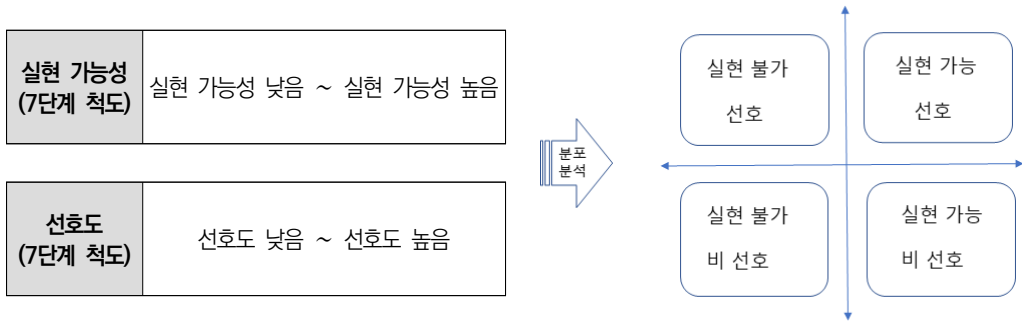 실현 가능성
(7단계 척도)
실현 가능성 낮음 ~ 실현 가능성 높음
선호도
(7단계 척도)
선호도 낮음 ~ 선호도 높음
분포
분석
실현 불가
선호
실현 가능
선호
실현 불가
비 선호
실현 가능
비 선호